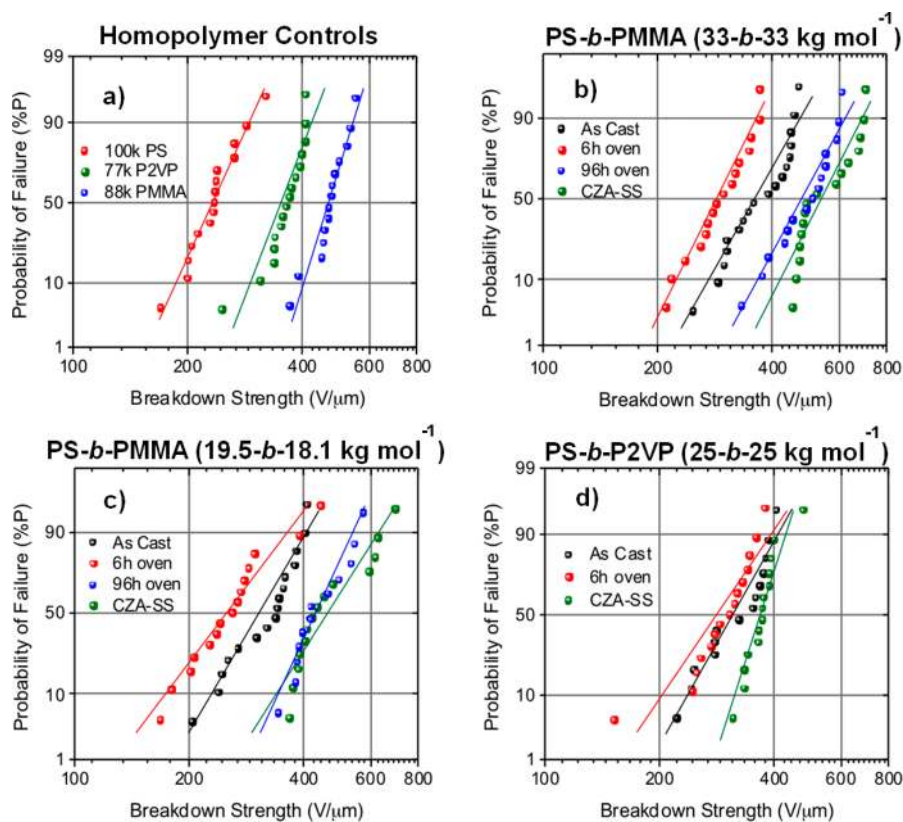 Homopolymer Controls
99
90
50
10
1
Probability of Failure (%P)
a)
100k PS
77k P2VP
88k PMMA
100 200 400 600 800
Breakdown Strength (V/μm)
PS-b-PMMA (33-b-33 kg mol⁻¹)
90
50
10
1
Probability of Failure (%P)
b)
As Cast
6h oven
96h oven
CZA-SS
100 200 400 600 800
Breakdown Strength (V/μm)
PS-b-PMMA (19.5-b-18.1 kg mol⁻¹)
90
50
10
1
Probability of Failure (%P)
c)
As Cast
6h oven
96h oven
CZA-SS
100 200 400 600 800
Breakdown Strength (V/μm)
PS-b-P2VP (25-b-25 kg mol⁻¹)
99
90
50
10
1
Probability of Failure (%P)
d)
As Cast
6h oven
CZA-SS
100 200 400 600 800
Breakdown Strength (V/μm)